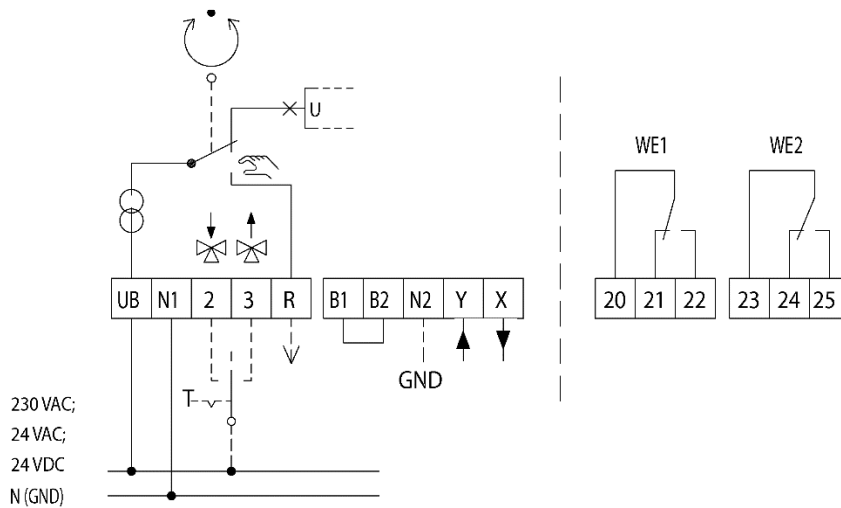 U
WE1 WE2
UB N1 2 3 R B1 B2 N2 Y X 20 21 22 23 24 25
GND
T
230 VAC;
24 VAC;
24 VDC
N (GND)